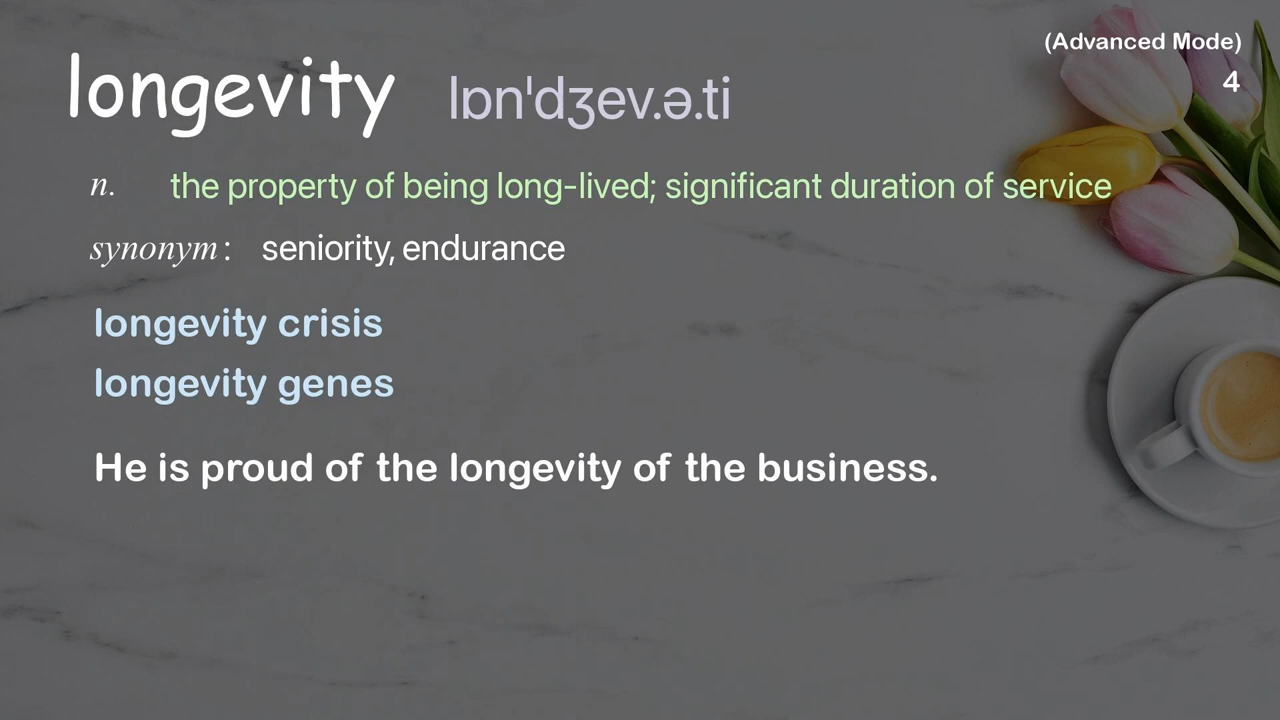 (Advanced Mode)
4
longevity lɒnˈdʒev.ə.ti
n. the property of being long-lived; significant duration of service
synonym: seniority, endurance
longevity crisis
longevity genes
He is proud of the longevity of the business.